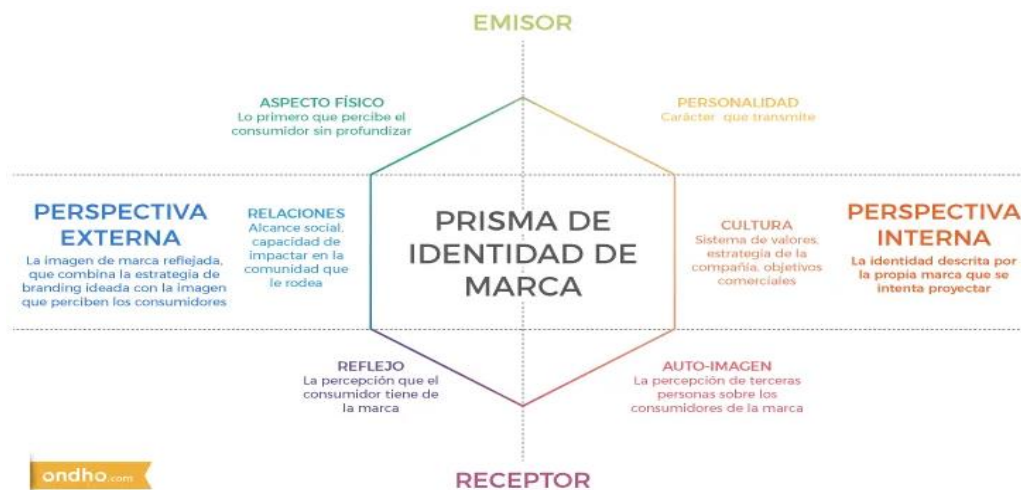 EMISOR
ASPECTO FÍSICO
Lo primero que percibe el
consumidor sin profundizar
PERSONALIDAD
Carácter que transmite
PERSPECTIVA
EXTERNA
La imagen de marca reflejada,
que combina la estrategia de
branding ideada con la imagen
que perciben los consumidores
RELACIONES
Alcance social,
capacidad de
impactar en la
comunidad que
le rodea
PRISMA DE
IDENTIDAD DE
MARCA
CULTURA
Sistema de valores,
estrategia de la
compañía, objetivos
comerciales
PERSPECTIVA
INTERNA
La identidad descrita por
la propia marca que se
intenta proyectar
REFLEJO
La percepción que el
consumidor tiene de
la marca
AUTO-IMAGEN
La percepción de terceras
personas sobre los
consumidores de la marca
ondho.com
RECEPTOR